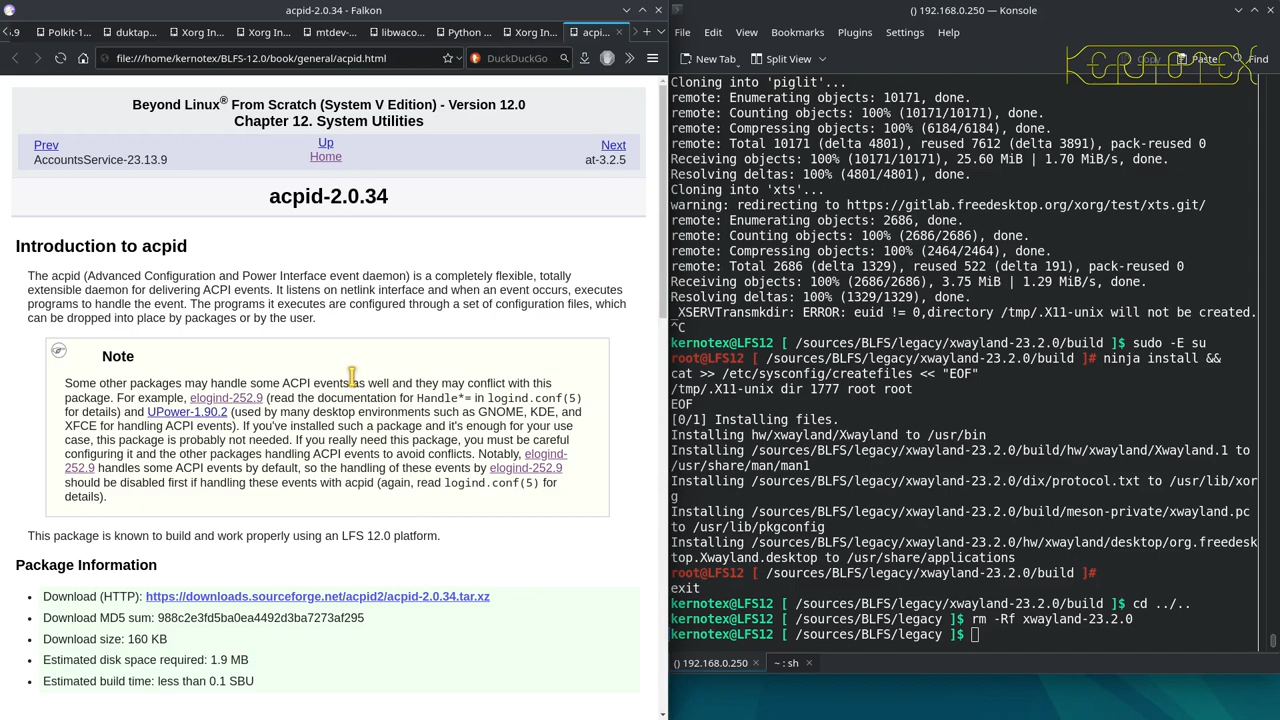 acpid-2.0.34 - Falkon
.9
Polkit-1...
duktap...
Xorg In...
Xorg In...
mtdev-...
libwaco...
Python ...
Xorg In...
acpi...
file:///home/kernotex/BLFS-12.0/book/general/acpid.html
DuckDuckGo
Beyond Linux® From Scratch (System V Edition) - Version 12.0
Chapter 12. System Utilities
Prev
Up
Next
AccountsService-23.13.9
Home
at-3.2.5
acpid-2.0.34
Introduction to acpid
The acpid (Advanced Configuration and Power Interface event daemon) is a completely flexible, totally
extensible daemon for delivering ACPI events. It listens on netlink interface and when an event occurs, executes
programs to handle the event. The programs it executes are configured through a set of configuration files, which
can be dropped into place by packages or by the user.
Note
Some other packages may handle some ACPI events as well and they may conflict with this
package. For example, elogind-252.9 (read the documentation for Handle*= in logind.conf(5)
for details) and UPower-1.90.2 (used by many desktop environments such as GNOME, KDE, and
XFCE for handling ACPI events). If you've installed such a package and it's enough for your use
case, this package is probably not needed. If you really need this package, you must be careful
configuring it and the other packages handling ACPI events to avoid conflicts. Notably, elogind-
252.9 handles some ACPI events by default, so the handling of these events by elogind-252.9
should be disabled first if handling these events with acpid (again, read logind.conf(5) for
details).
This package is known to build and work properly using an LFS 12.0 platform.
Package Information
• Download (HTTP): https://downloads.sourceforge.net/acpid2/acpid-2.0.34.tar.xz
• Download MD5 sum: 988c2e3fd5ba0ea4492d3ba7273af295
• Download size: 160 KB
• Estimated disk space required: 1.9 MB
• Estimated build time: less than 0.1 SBU
() 192.168.0.250 — Konsole
File
Edit
View
Bookmarks
Plugins
Settings
Help
New Tab
Split View
Copy
Paste
Find
KERNOTEX
Cloning into 'piglit'...
remote: Enumerating objects: 10171, done.
remote: Counting objects: 100% (10171/10171), done.
remote: Compressing objects: 100% (6184/6184), done.
remote: Total 10171 (delta 4801), reused 7612 (delta 3891), pack-reused 0
Receiving objects: 100% (10171/10171), 25.60 MiB | 1.70 MiB/s, done.
Resolving deltas: 100% (4801/4801), done.
Cloning into 'xts'...
warning: redirecting to https://gitlab.freedesktop.org/xorg/test/xts.git/
remote: Enumerating objects: 2686, done.
remote: Counting objects: 100% (2686/2686), done.
remote: Compressing objects: 100% (2464/2464), done.
remote: Total 2686 (delta 1329), reused 522 (delta 191), pack-reused 0
Receiving objects: 100% (2686/2686), 3.75 MiB | 1.29 MiB/s, done.
Resolving deltas: 100% (1329/1329), done.
_XSERVTransmkdir: ERROR: euid != 0,directory /tmp/.X11-unix will not be created.
^C
kernotex@LFS12 [ /sources/BLFS/legacy/xwayland-23.2.0/build ]$ sudo -E su
root@LFS12 [ /sources/BLFS/legacy/xwayland-23.2.0/build ]# ninja install &&
cat >> /etc/sysconfig/createfiles << "EOF"
/tmp/.X11-unix dir 1777 root root
EOF
[0/1] Installing files.
Installing hw/xwayland/Xwayland to /usr/bin
Installing /sources/BLFS/legacy/xwayland-23.2.0/build/hw/xwayland/Xwayland.1 to
/usr/share/man/man1
Installing /sources/BLFS/legacy/xwayland-23.2.0/dix/protocol.txt to /usr/lib/xor
g
Installing /sources/BLFS/legacy/xwayland-23.2.0/build/meson-private/xwayland.pc
to /usr/lib/pkgconfig
Installing /sources/BLFS/legacy/xwayland-23.2.0/hw/xwayland/desktop/org.freedesk
top.Xwayland.desktop to /usr/share/applications
root@LFS12 [ /sources/BLFS/legacy/xwayland-23.2.0/build ]#
exit
kernotex@LFS12 [ /sources/BLFS/legacy/xwayland-23.2.0/build ]$ cd ../..
kernotex@LFS12 [ /sources/BLFS/legacy ]$ rm -Rf xwayland-23.2.0
kernotex@LFS12 [ /sources/BLFS/legacy ]$
() 192.168.0.250
~ : sh